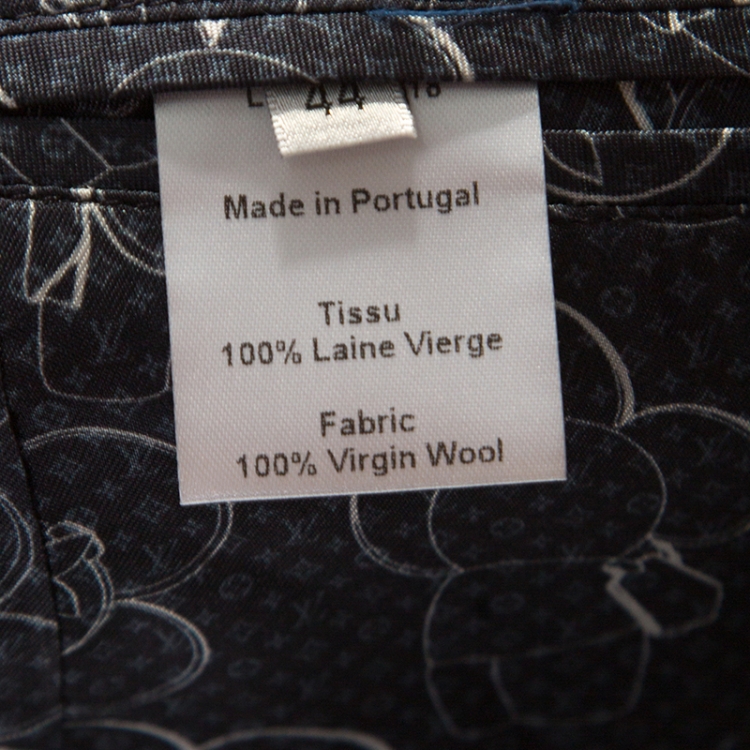 44
Made in Portugal
Tissu
100% Laine Vierge
Fabric
100% Virgin Wool